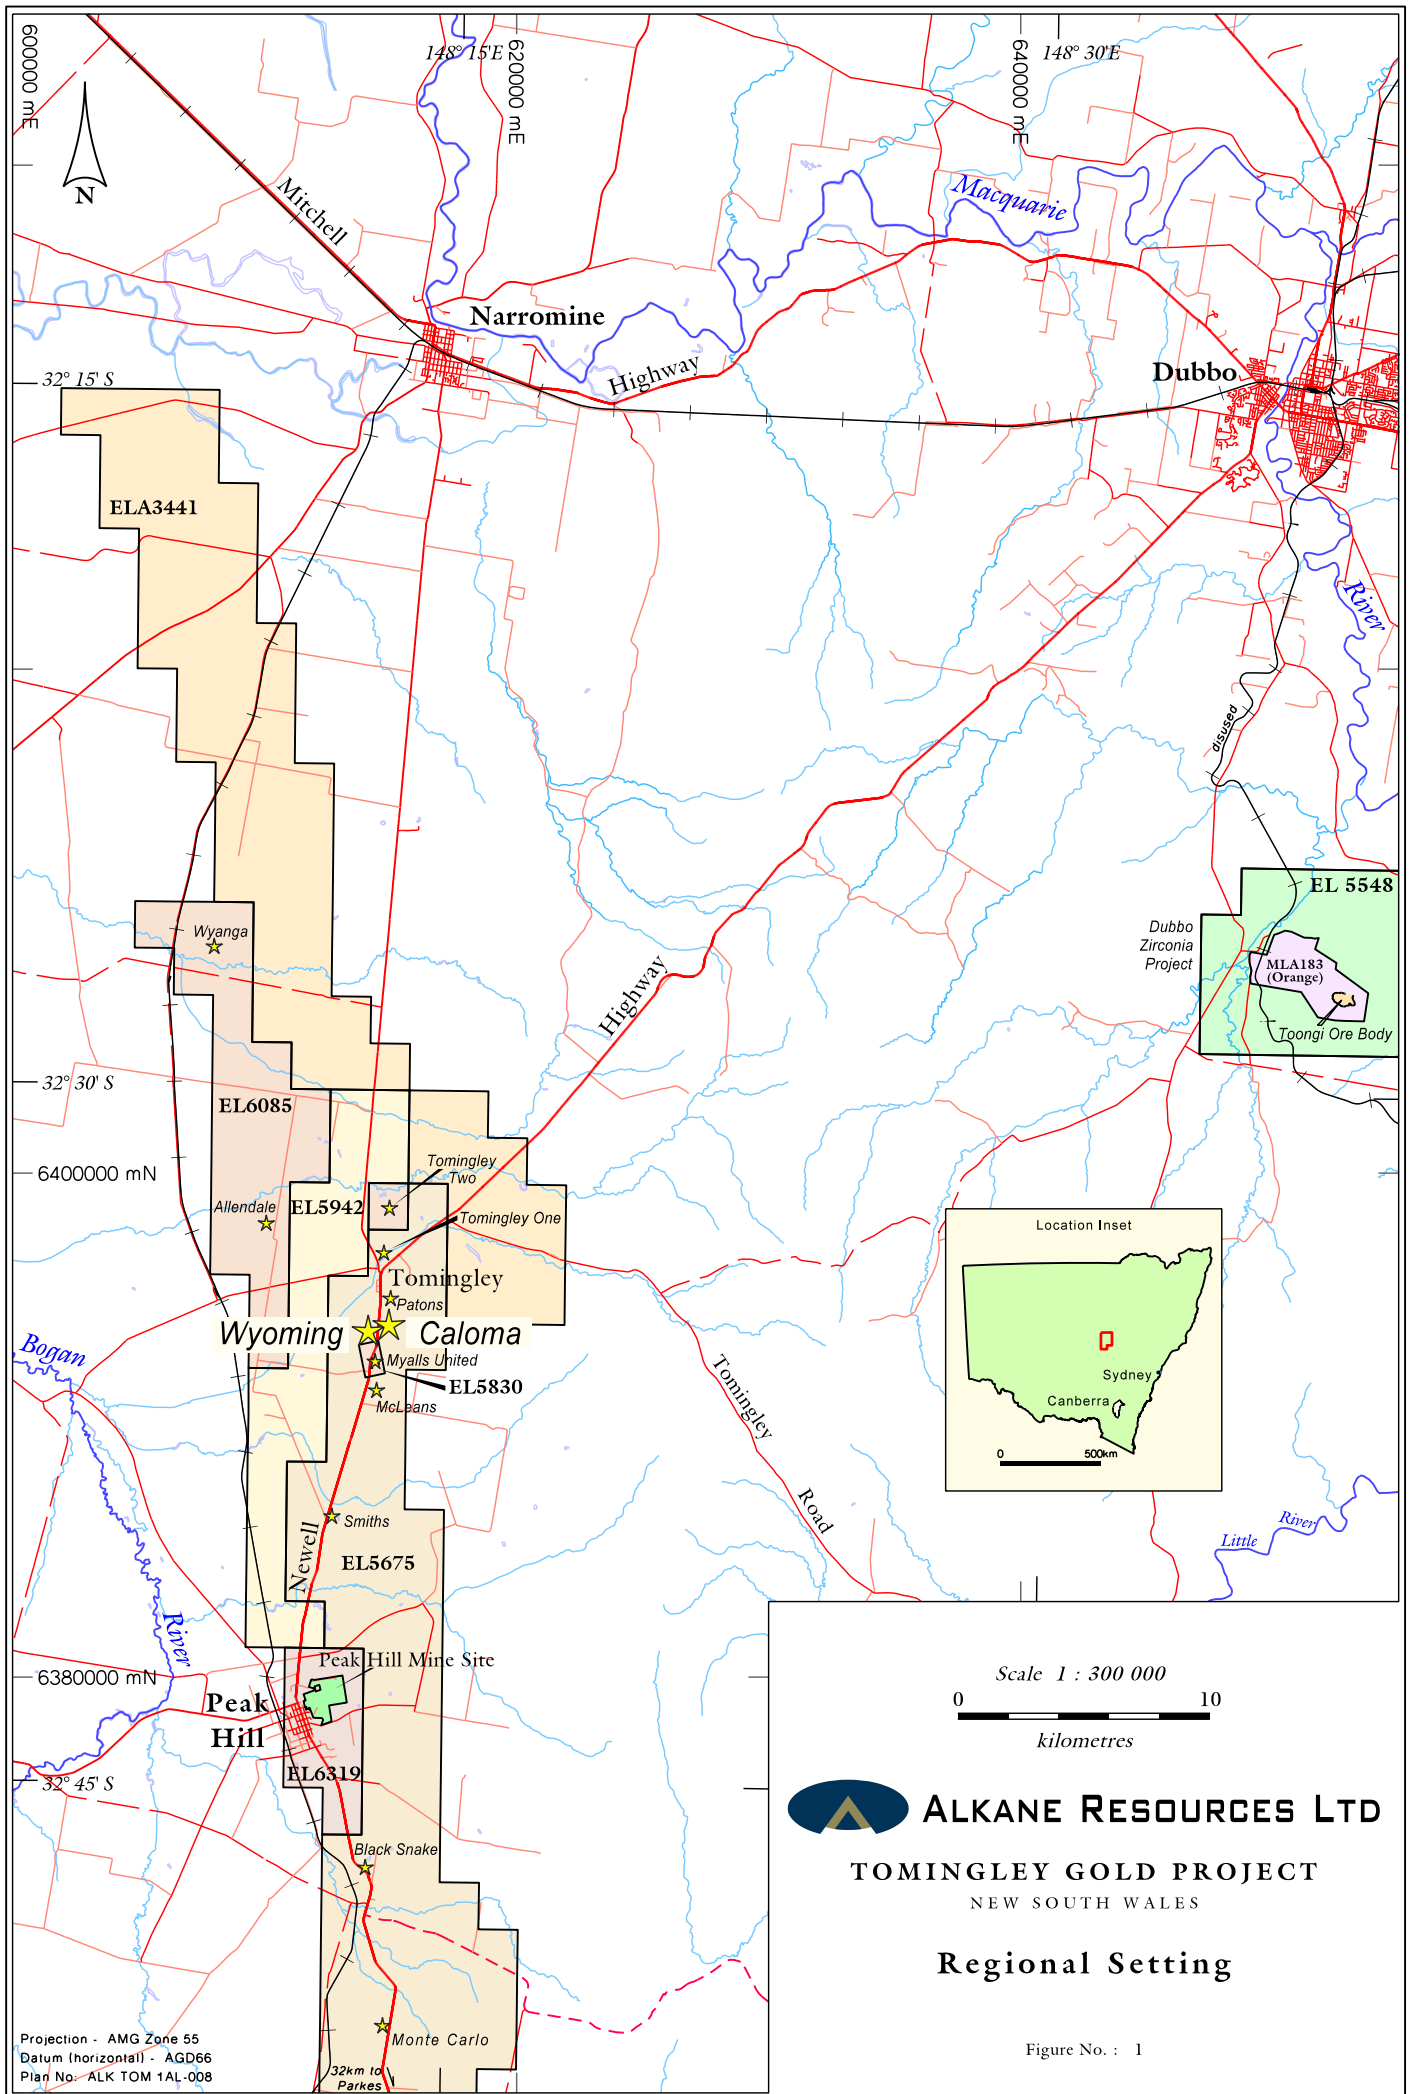 600000 mE
148° 15'E
620000 mE
640000 mE
148° 30'E
N
Mitchell
Macquarie
Narromine
Highway
Dubbo
32° 15' S
ELA3441
River
disused
EL 5548
Dubbo
Zirconia
Project
MLA183
(Orange)
Toongi Ore Body
Wyanga
Highway
32° 30' S
EL6085
6400000 mN
Tomingley
Two
Allendale
EL5942
Tomingley One
Tomingley
Patons
Wyoming
Caloma
Myalls United
EL5830
McLeans
Bogan
River
Tomingley
Road
Location Inset
Sydney
Canberra
0
500km
Smiths
Newell
EL5675
Little
River
Peak Hill Mine Site
6380000 mN
Peak
Hill
EL6319
32° 45' S
Black Snake
Monte Carlo
32km to
Parkes
Scale 1 : 300 000
0
10
kilometres
ALKANE RESOURCES LTD
TOMINGLEY GOLD PROJECT
NEW SOUTH WALES
Regional Setting
Figure No. : 1
Projection - AMG Zone 55
Datum (horizontal) - AGD66
Plan No: ALK TOM 1AL-008